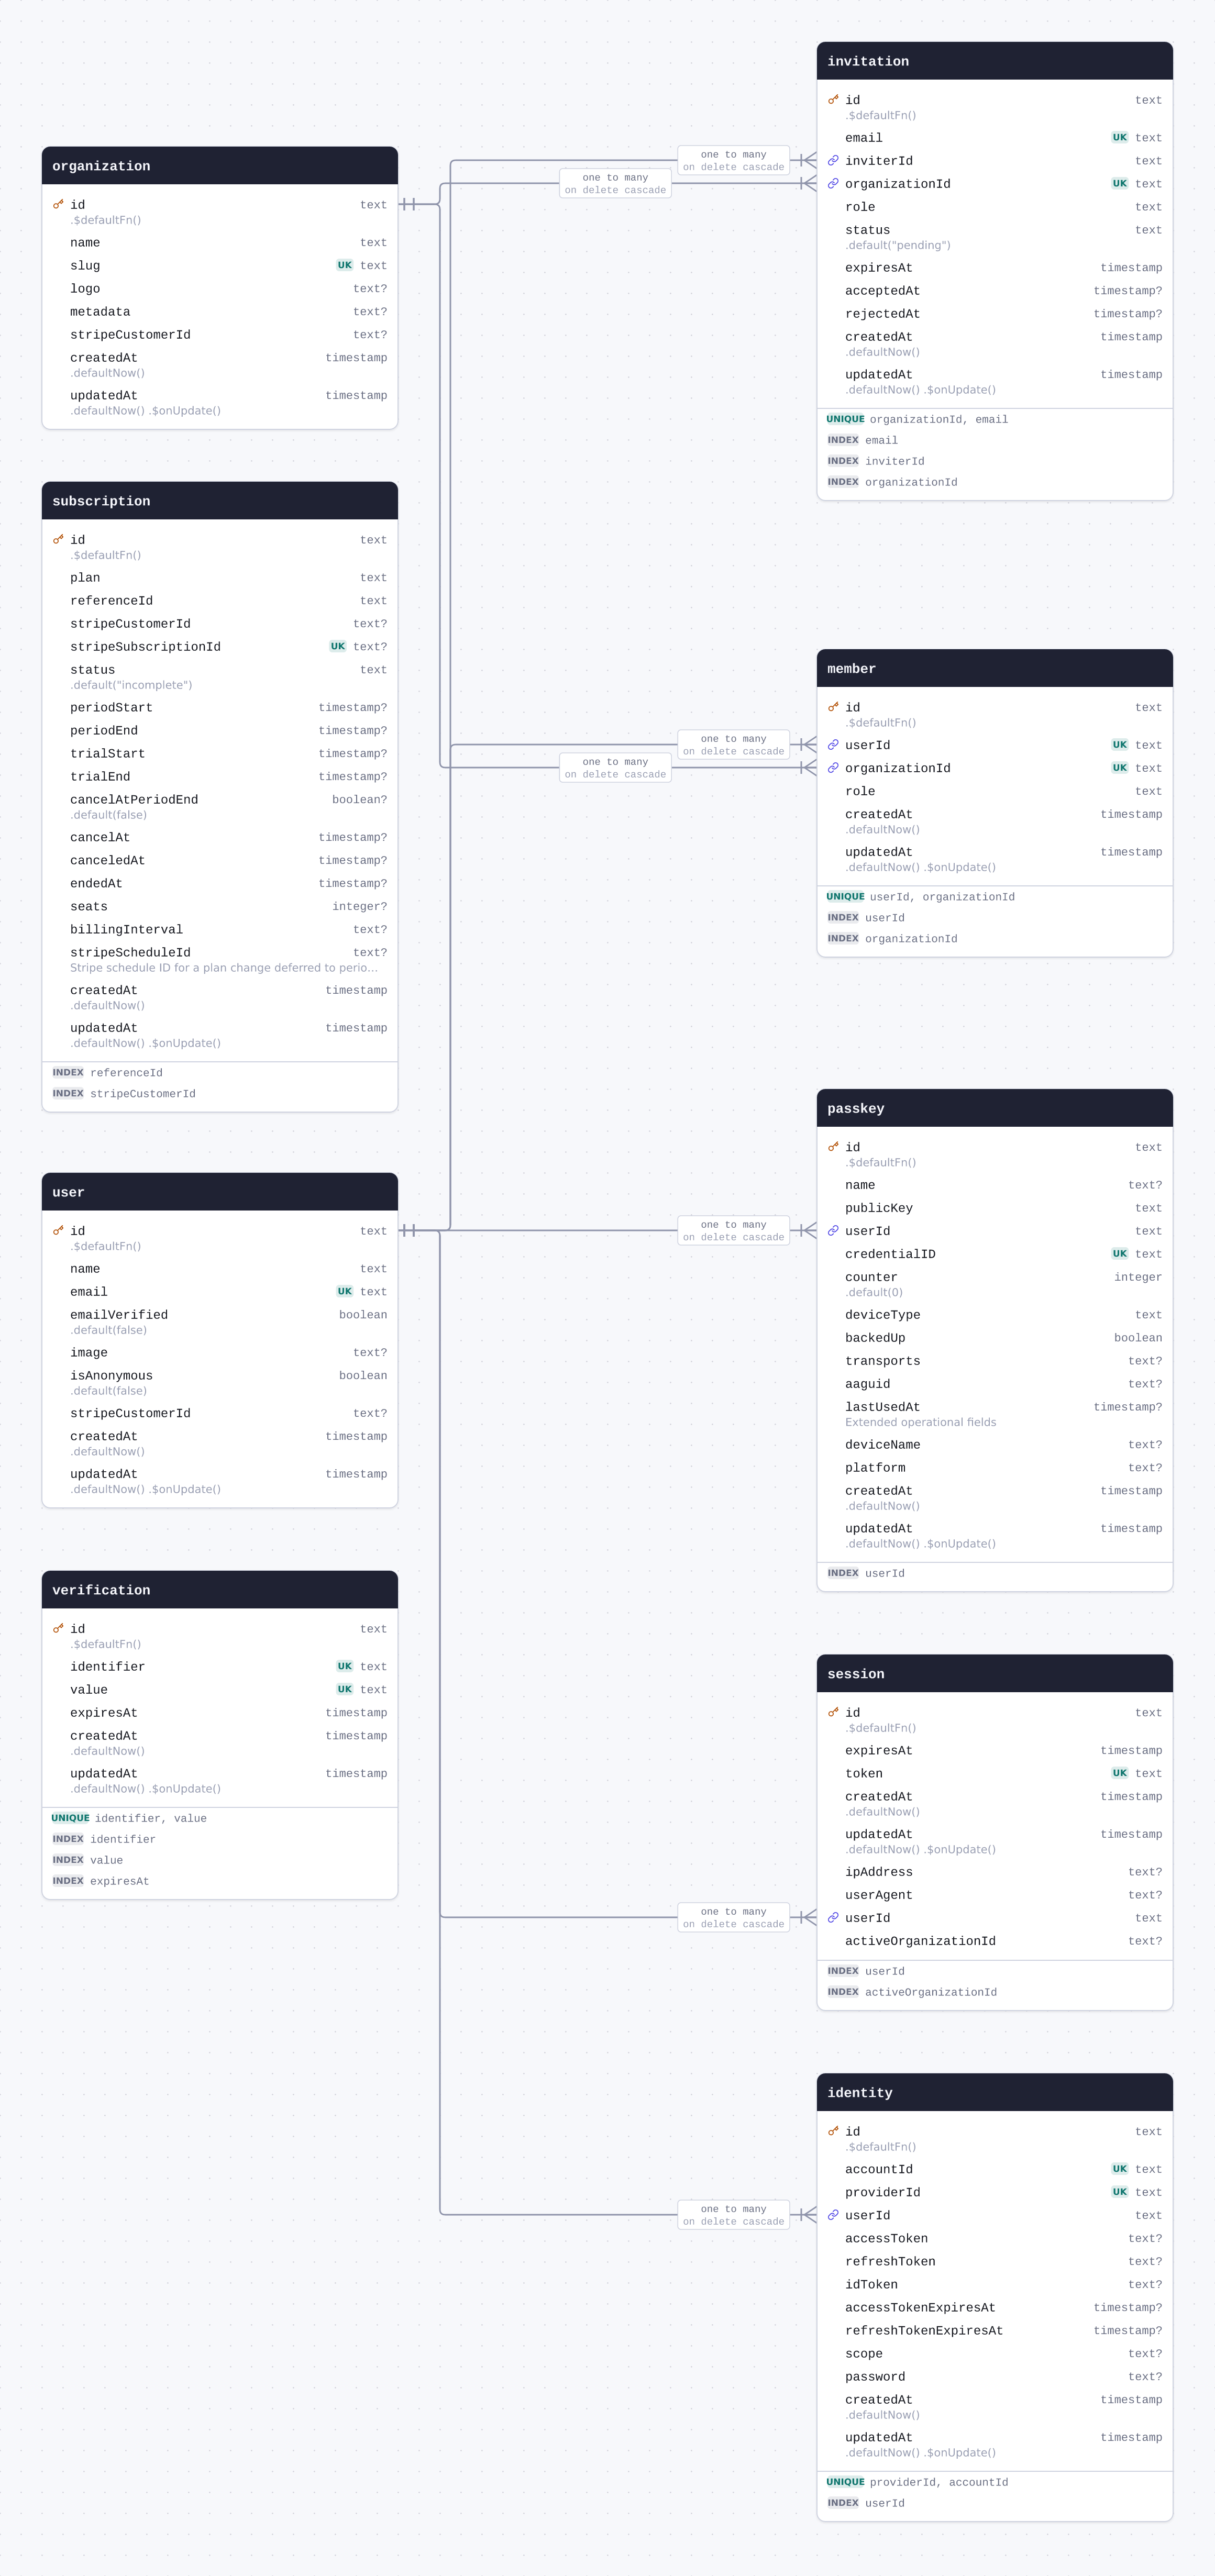 organization
id text
.$defaultFn()
name text
slug UK text
logo text?
metadata text?
stripeCustomerId text?
createdAt timestamp
.defaultNow()
updatedAt timestamp
.defaultNow() .$onUpdate()
subscription
id text
.$defaultFn()
plan text
referenceId text
stripeCustomerId text?
stripeSubscriptionId UK text?
status text
.default("incomplete")
periodStart timestamp?
periodEnd timestamp?
trialStart timestamp?
trialEnd timestamp?
cancelAtPeriodEnd boolean?
.default(false)
cancelAt timestamp?
canceledAt timestamp?
endedAt timestamp?
seats integer?
billingInterval text?
stripeScheduleId text?
Stripe schedule ID for a plan change deferred to perio...
createdAt timestamp
.defaultNow()
updatedAt timestamp
.defaultNow() .$onUpdate()
INDEX referenceId
INDEX stripeCustomerId
user
id text
.$defaultFn()
name text
email UK text
emailVerified boolean
.default(false)
image text?
isAnonymous boolean
.default(false)
stripeCustomerId text?
createdAt timestamp
.defaultNow()
updatedAt timestamp
.defaultNow() .$onUpdate()
verification
id text
.$defaultFn()
identifier UK text
value UK text
expiresAt timestamp
createdAt timestamp
.defaultNow()
updatedAt timestamp
.defaultNow() .$onUpdate()
UNIQUE identifier, value
INDEX identifier
INDEX value
INDEX expiresAt
one to many
on delete cascade
one to many
on delete cascade
one to many
on delete cascade
one to many
on delete cascade
one to many
on delete cascade
one to many
on delete cascade
one to many
on delete cascade
invitation
id text
.$defaultFn()
email UK text
inviterId text
organizationId UK text
role text
status text
.default("pending")
expiresAt timestamp
acceptedAt timestamp?
rejectedAt timestamp?
createdAt timestamp
.defaultNow()
updatedAt timestamp
.defaultNow() .$onUpdate()
UNIQUE organizationId, email
INDEX email
INDEX inviterId
INDEX organizationId
member
id text
.$defaultFn()
userId UK text
organizationId UK text
role text
createdAt timestamp
.defaultNow()
updatedAt timestamp
.defaultNow() .$onUpdate()
UNIQUE userId, organizationId
INDEX userId
INDEX organizationId
passkey
id text
.$defaultFn()
name text?
publicKey text
userId text
credentialID UK text
counter integer
.default(0)
deviceType text
backedUp boolean
transports text?
aaguid text?
lastUsedAt timestamp?
Extended operational fields
deviceName text?
platform text?
createdAt timestamp
.defaultNow()
updatedAt timestamp
.defaultNow() .$onUpdate()
INDEX userId
session
id text
.$defaultFn()
expiresAt timestamp
token UK text
createdAt timestamp
.defaultNow()
updatedAt timestamp
.defaultNow() .$onUpdate()
ipAddress text?
userAgent text?
userId text
activeOrganizationId text?
INDEX userId
INDEX activeOrganizationId
identity
id text
.$defaultFn()
accountId UK text
providerId UK text
userId text
accessToken text?
refreshToken text?
idToken text?
accessTokenExpiresAt timestamp?
refreshTokenExpiresAt timestamp?
scope text?
password text?
createdAt timestamp
.defaultNow()
updatedAt timestamp
.defaultNow() .$onUpdate()
UNIQUE providerId, accountId
INDEX userId